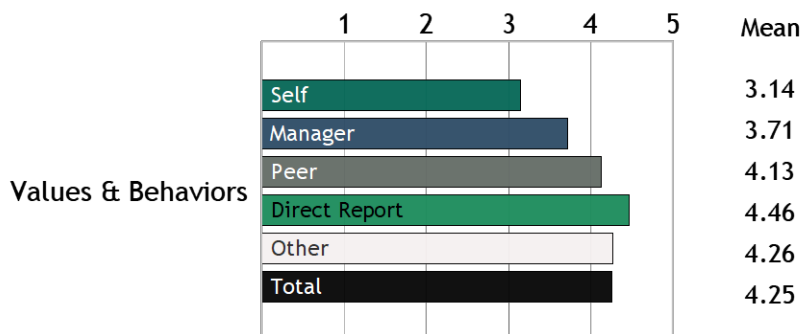 1 2 3 4 5 Mean
Self 3.14
Manager 3.71
Peer 4.13
Values & Behaviors
Direct Report 4.46
Other 4.26
Total 4.25